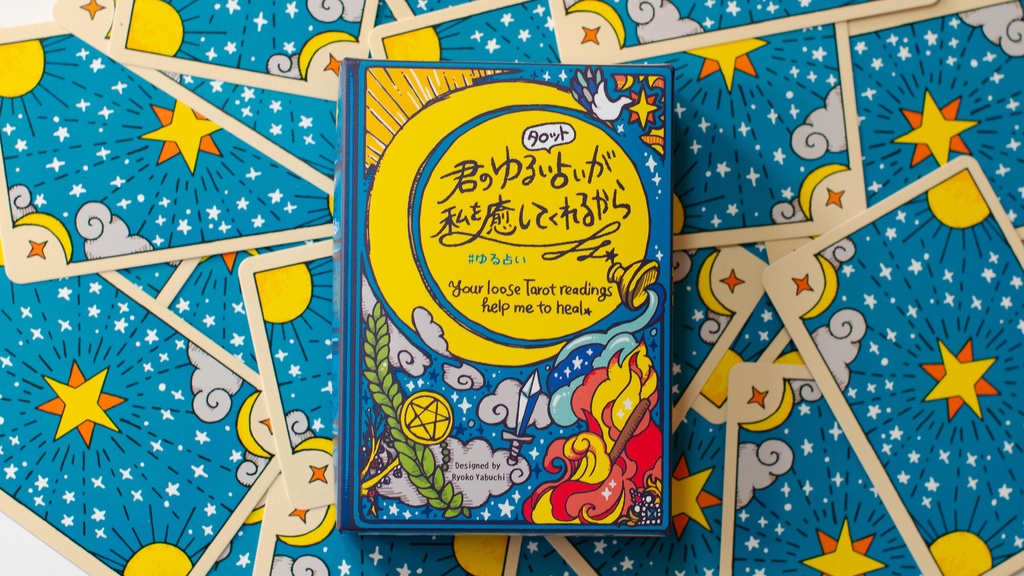 タロット
君のゆるい占いが
私を癒してくれるから
#ゆる占い
Your loose Tarot readings
help me to heal★
Designed by
Ryoko Yabuchi